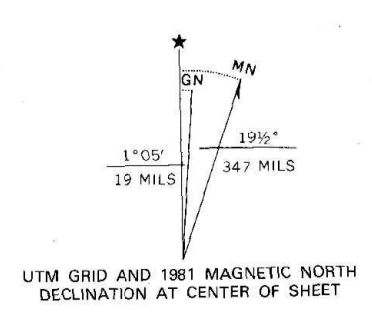 ★
MN
GN
19½°
1°05′
347 MILS
19 MILS
UTM GRID AND 1981 MAGNETIC NORTH
DECLINATION AT CENTER OF SHEET